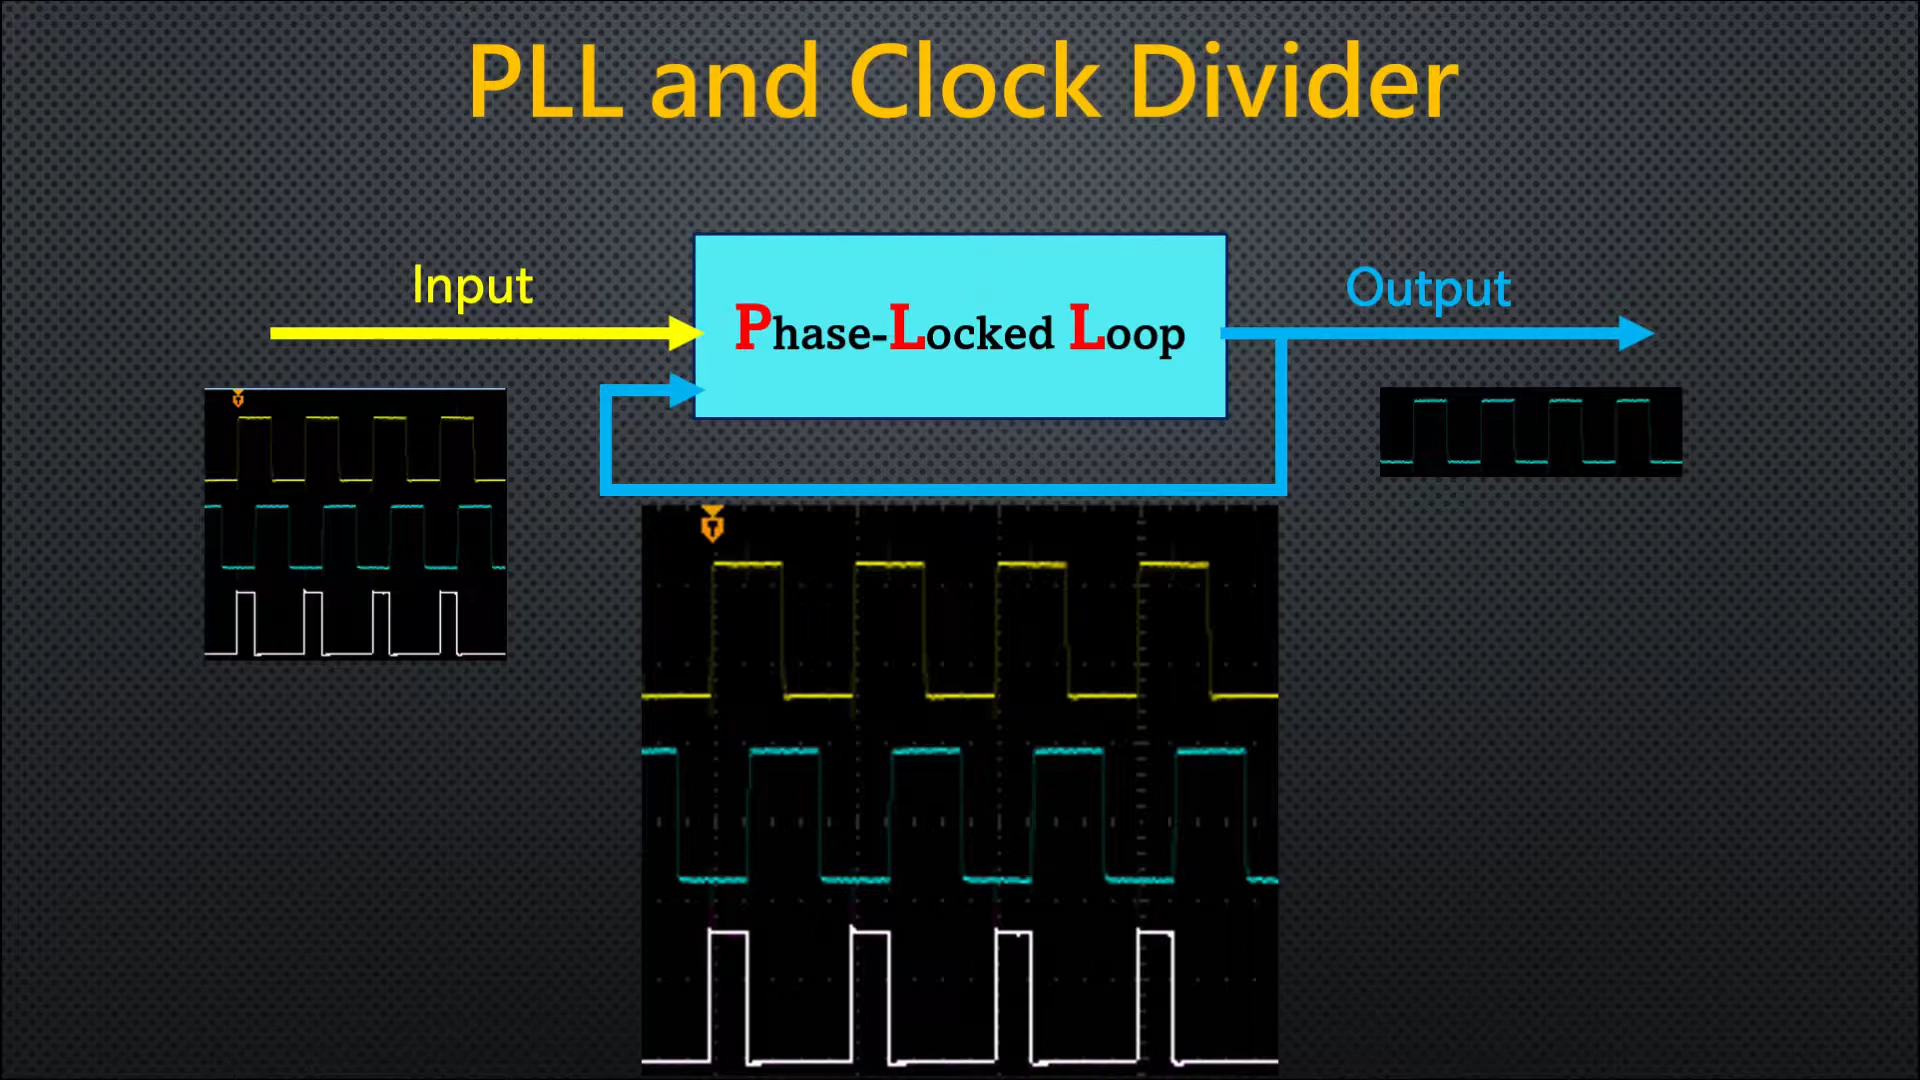 PLL and Clock Divider
Input
Phase-Locked Loop
Output
T
T